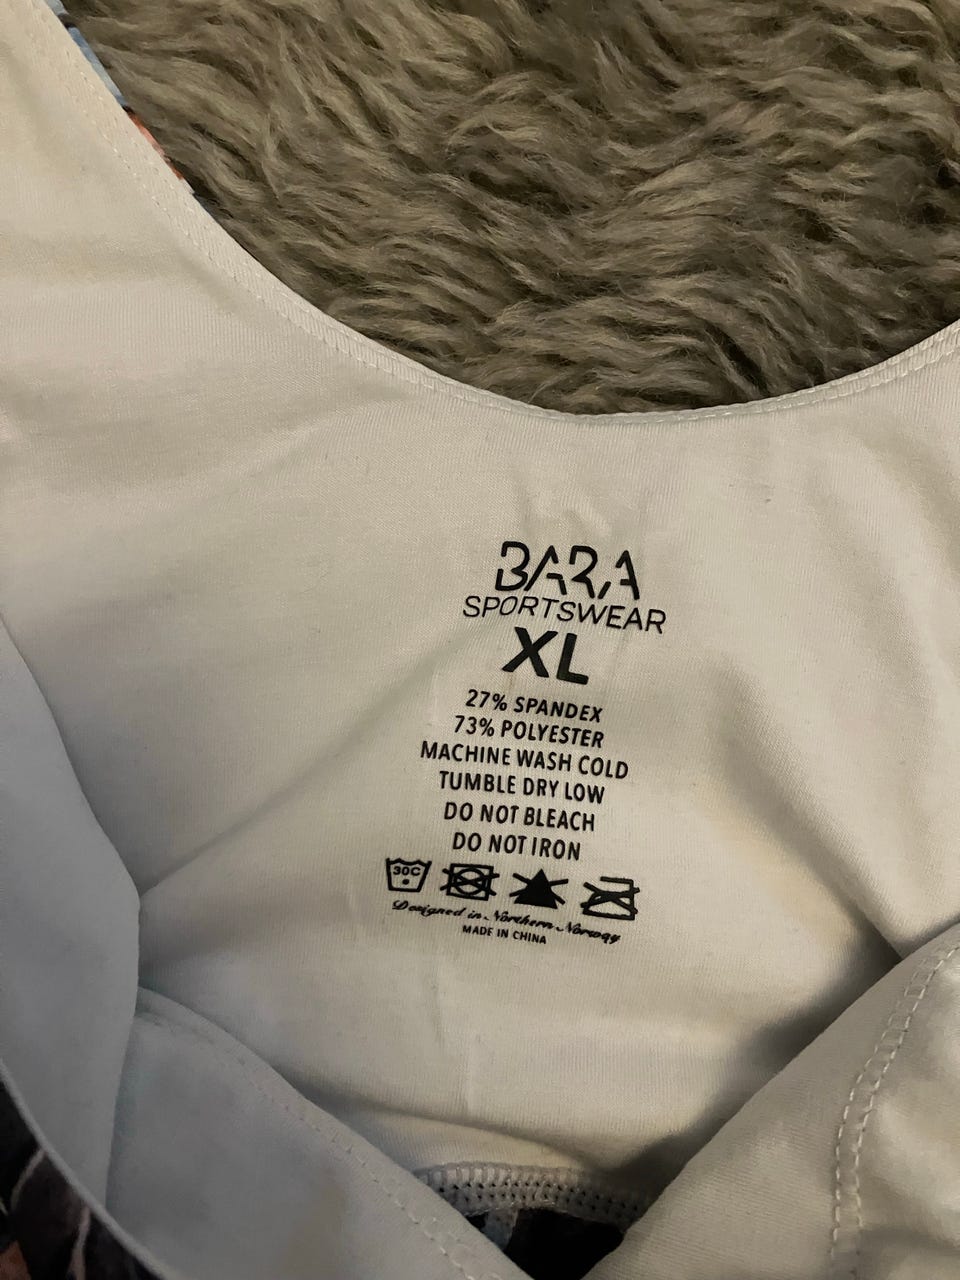 BARA
SPORTSWEAR
XL
27% SPANDEX
73% POLYESTER
MACHINE WASH COLD
TUMBLE DRY LOW
DO NOT BLEACH
DO NOT IRON
30C
Designed in Northern Norway
MADE IN CHINA